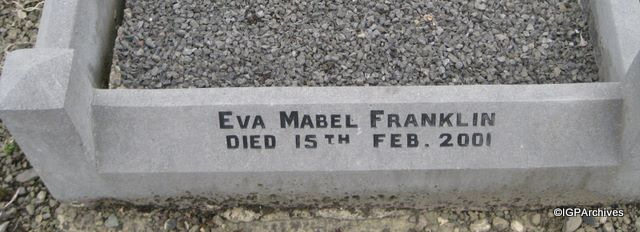 Eva Mabel Franklin
Died 15th Feb. 2001
©IGPArchives